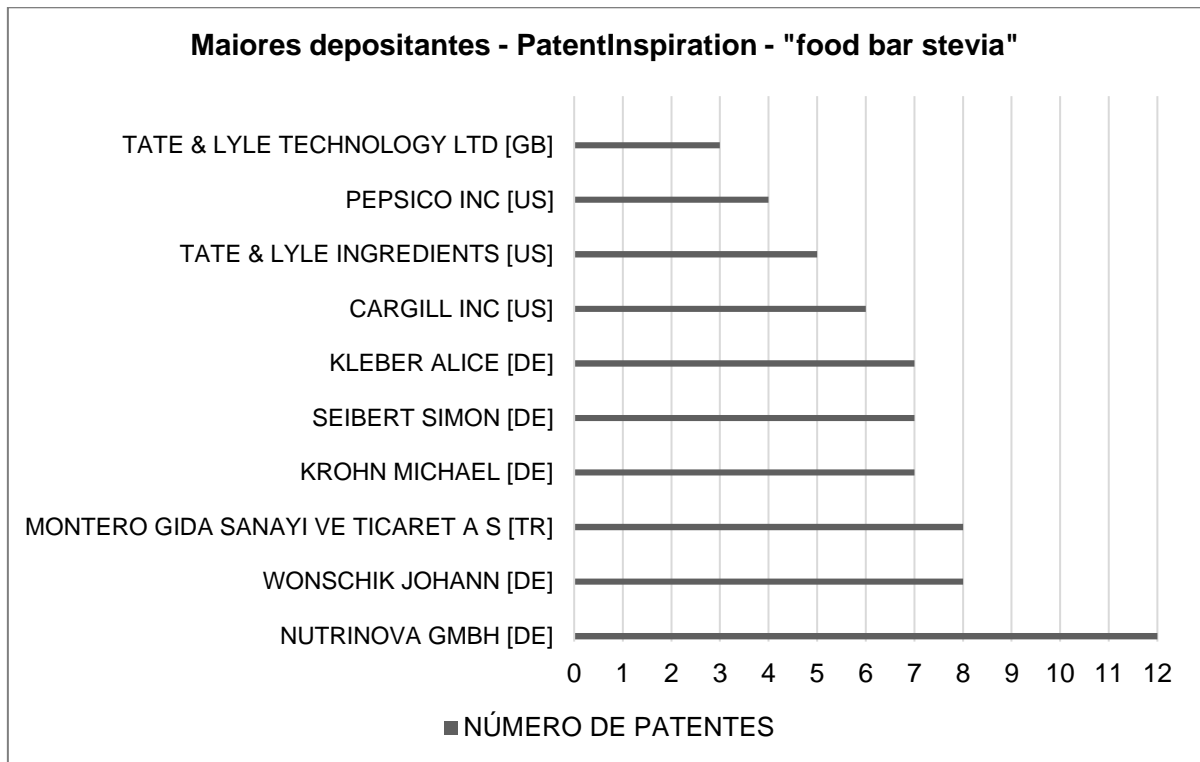 Maiores depositantes - PatentInspiration - "food bar stevia"
TATE & LYLE TECHNOLOGY LTD [GB]
PEPSICO INC [US]
TATE & LYLE INGREDIENTS [US]
CARGILL INC [US]
KLEBER ALICE [DE]
SEIBERT SIMON [DE]
KROHN MICHAEL [DE]
MONTERO GIDA SANAYI VE TICARET A S [TR]
WONSCHIK JOHANN [DE]
NUTRINOVA GMBH [DE]
0 1 2 3 4 5 6 7 8 9 10 11 12
NÚMERO DE PATENTES